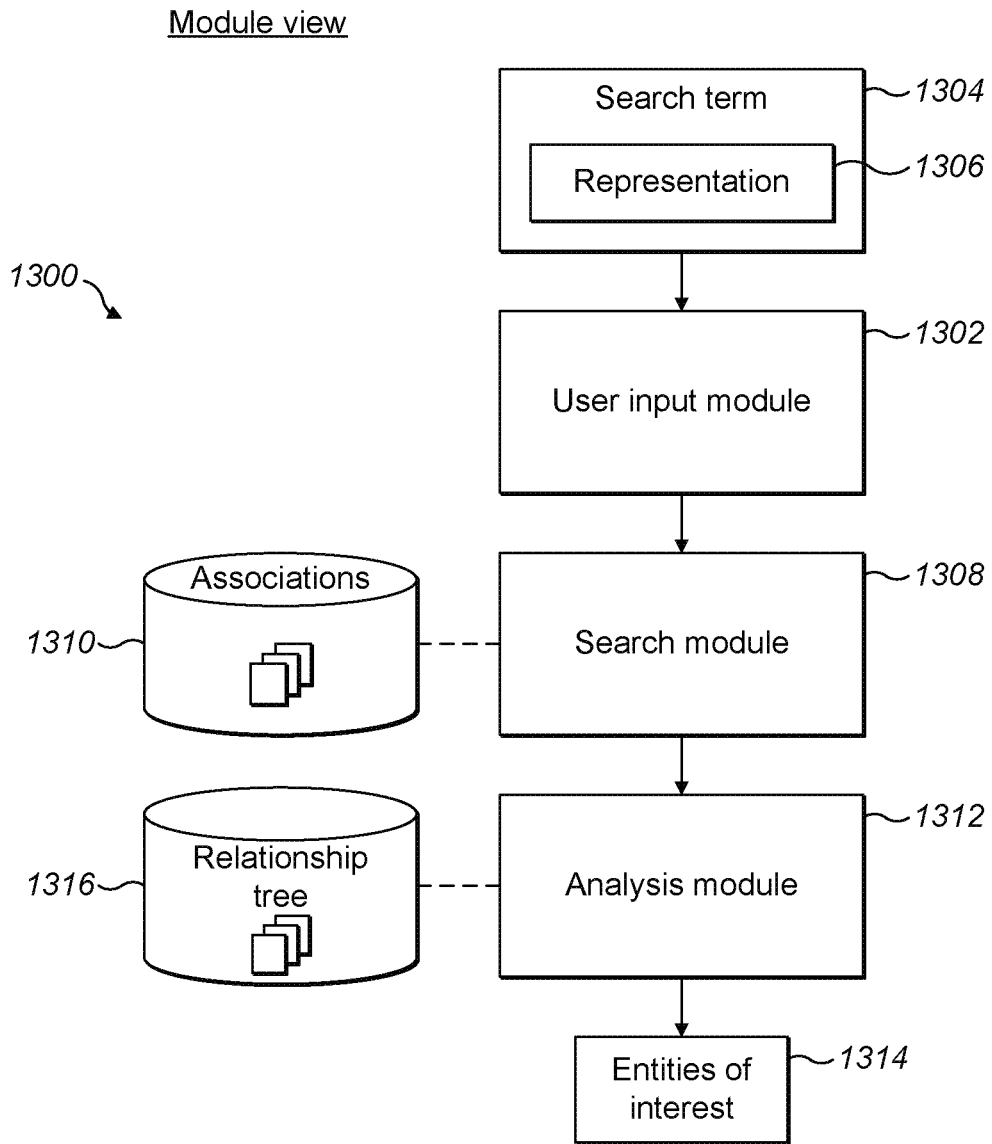 Module view
Search term
1304
Representation
1306
1300
User input module
1302
Associations
1310
Search module
1308
Relationship
tree
1316
Analysis module
1312
Entities of
interest
1314